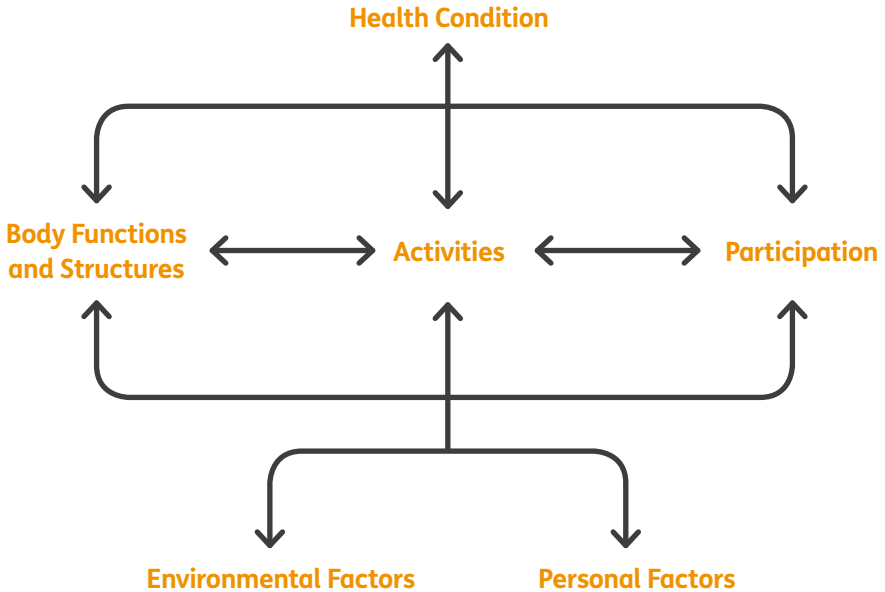 Health Condition
Body Functions
and Structures
Activities
Participation
Environmental Factors
Personal Factors